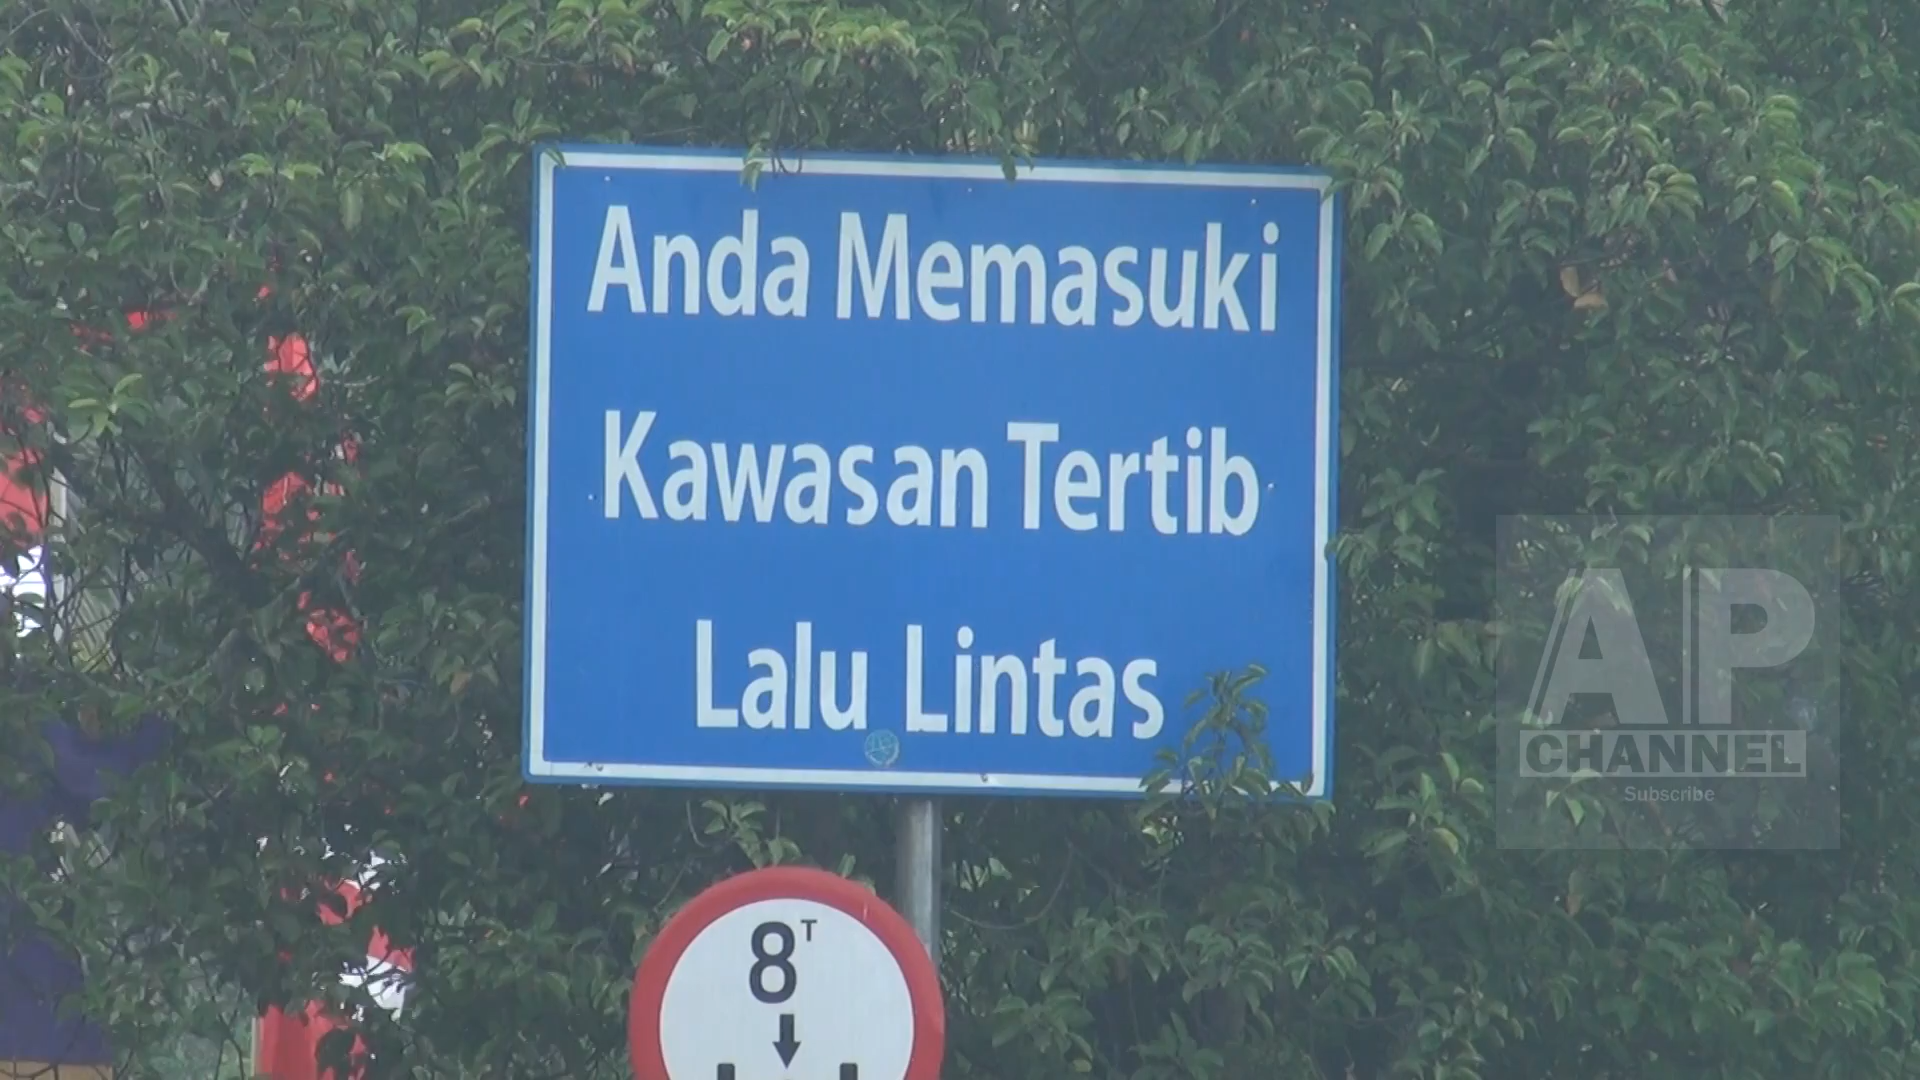 Anda Memasuki
Kawasan Tertib
Lalu Lintas
8T
AP
CHANNEL
Subscribe